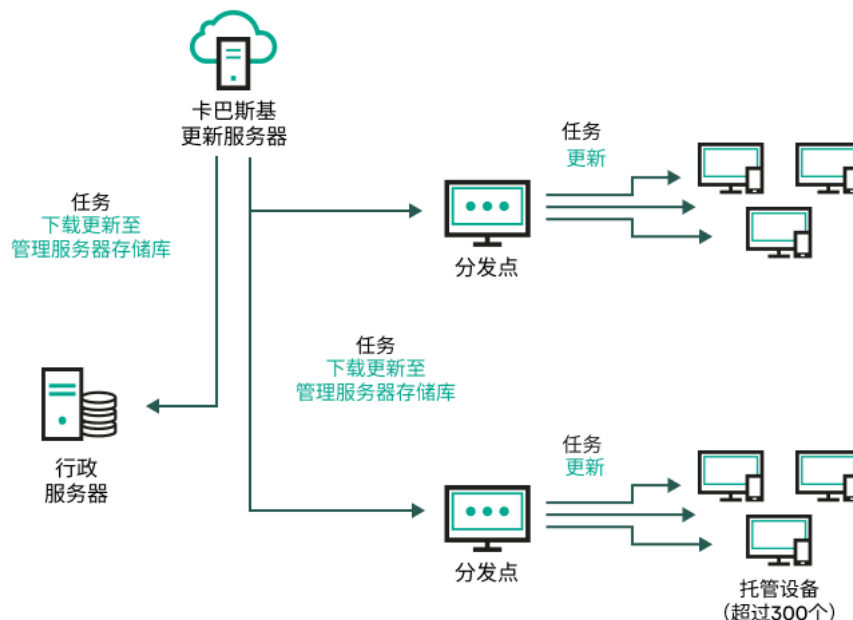 卡巴斯基
更新服务器
任务
更新
任务
下载更新至
管理服务器存储库
分发点
任务
下载更新至
管理服务器存储库
行政
服务器
任务
更新
分发点
托管设备
（超过300个）